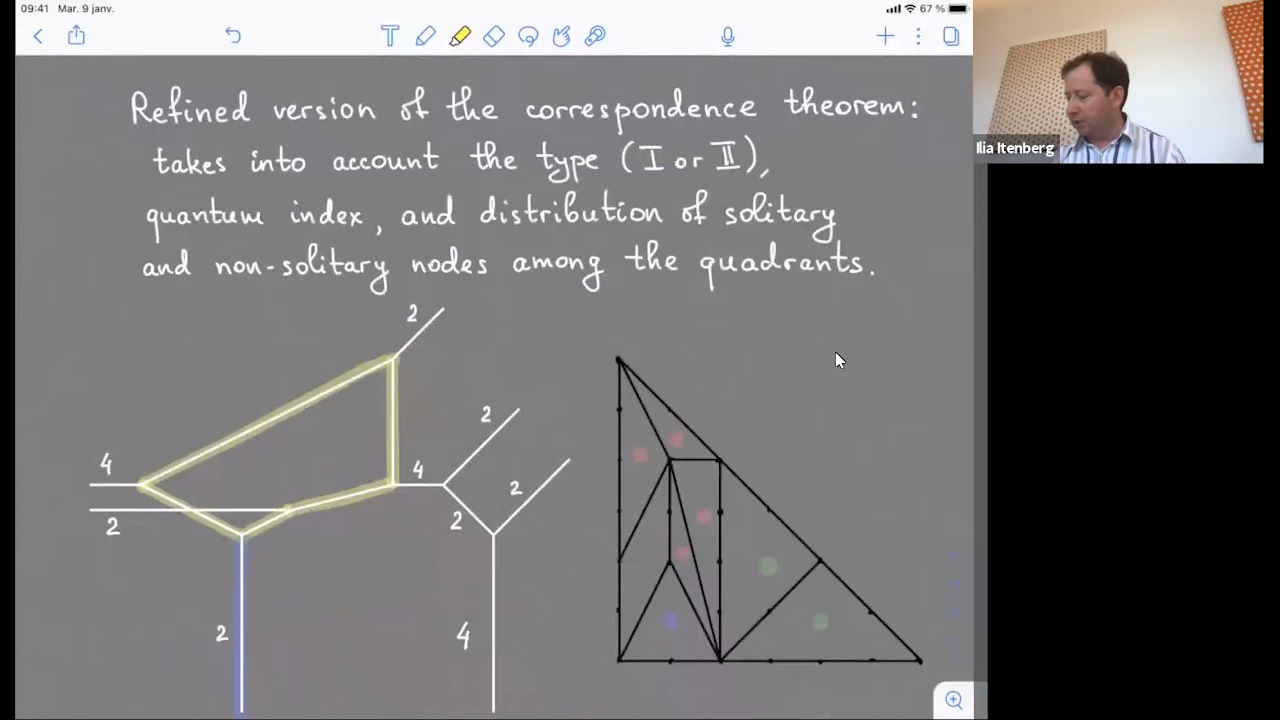 09:41 Mar. 9 janv.
67 %
T
Refined version of the correspondence theorem:
takes into account the type (I or II),
quantum index, and distribution of solitary
and non-solitary nodes among the quadrants.
Ilia Itenberg
2
2
4
4
2
2
2
2
4